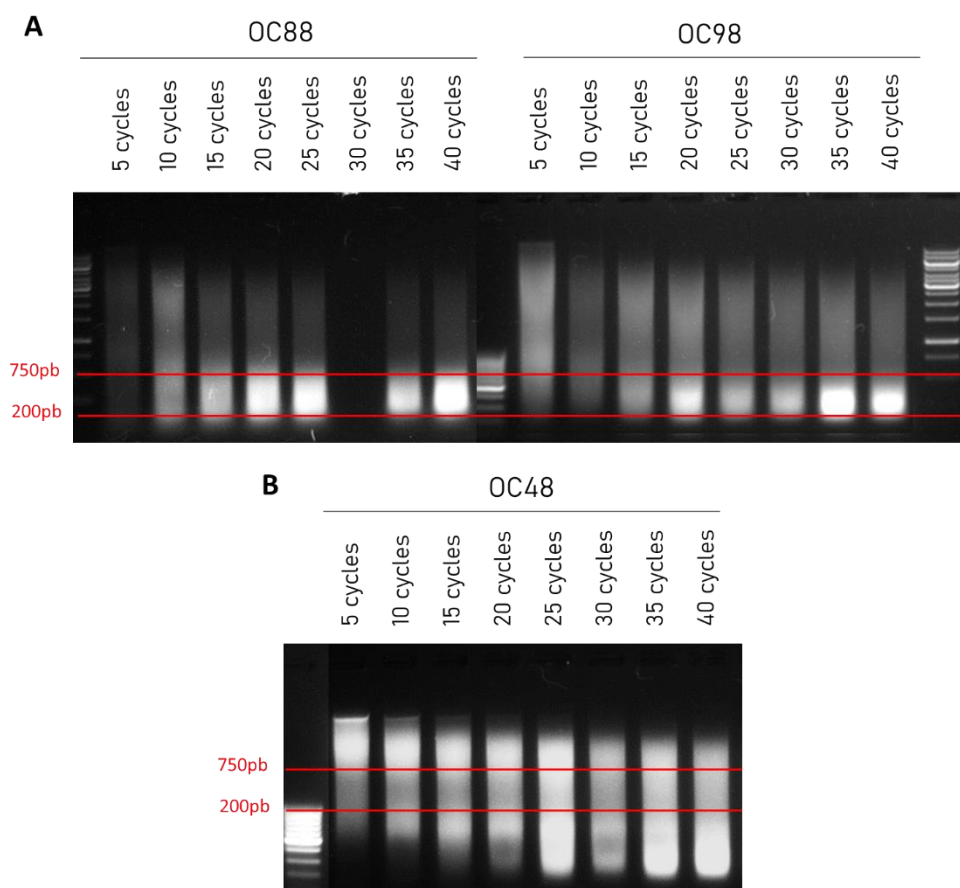 A
OC88
OC98
5 cycles
10 cycles
15 cycles
20 cycles
25 cycles
30 cycles
35 cycles
40 cycles
5 cycles
10 cycles
15 cycles
20 cycles
25 cycles
30 cycles
35 cycles
40 cycles
750pb
200pb
B
OC48
5 cycles
10 cycles
15 cycles
20 cycles
25 cycles
30 cycles
35 cycles
40 cycles
750pb
200pb